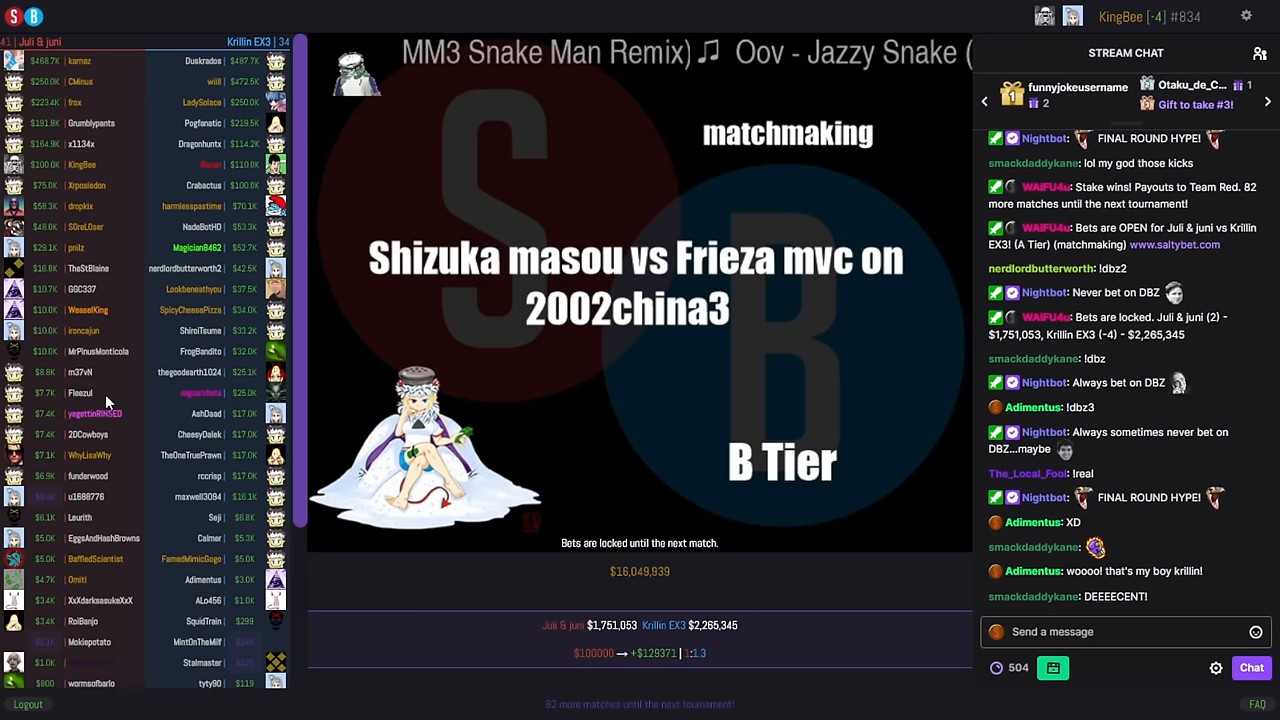 S B
KingBee [-4] #834
41 | Juli & juni
Krillin EX3 | 34
$468.7K | kamaz
Duskrados | $487.7K
$250.0K | CMinus
wiill | $472.5K
$223.4K | frox
LadySolace | $250.0K
$191.8K | Grumblypants
Pogfanatic | $219.5K
$164.9K | x1134x
Dragonhuntx | $114.2K
$100.0K | KingBee
| $110.0K
$75.0K | Xrposiedon
Crabactus | $100.0K
$58.3K | dropkix
harmlesspastime | $70.1K
$48.0K | S0reL0ser
NadaBotHD | $53.3K
$29.1K | pnilz
Magician8462 | $52.7K
$16.8K | TheStBlaine
nerdlordbutterworth2 | $42.5K
$10.7K | GGC337
Lookbeneathyou | $37.5K
$10.0K | WeaselKing
SpicyCheesePizza | $34.0K
$10.0K | ironcajun
ShiroiTsume | $33.2K
$10.0K | MrPinusMonticola
FrogBandito | $32.0K
$8.8K | m37vN
thegoodearth1024 | $25.1K
$7.7K | Fleezul
| $25.0K
$7.4K | yagettinRINSED
AshDaad | $17.0K
$7.4K | 2DCowboys
CheesyDalek | $17.0K
$7.1K | WhyLisaWhy
TheOneTruePrawn | $17.0K
$6.9K | funderwood
rccrisp | $17.0K
| u1688776
maxwell3094 | $16.1K
$6.1K | Leurith
Seji | $6.8K
$5.0K | EggsAndHashBrowns
Calmer | $5.3K
$5.0K | BaffledScientist
FamedMimicGogo | $5.0K
$4.7K | Omitl
Adimentus | $3.0K
$3.4K | XxXdarksasukeXxX
ALo456 | $1.0K
$3.4K | RoiBanjo
SquidTrain | $299
$1.1K | Mokiepotato
MintOnTheMilf |
$1.0K |
Stalmaster |
$800 | wormsofbarlo
tyty90 | $119
Logout
MM3 Snake Man Remix) ♫ Oov - Jazzy Snake (
matchmaking
Shizuka masou vs Frieza mvc on
2002china3
B Tier
Bets are locked until the next match.
$16,049,939
Juli & juni $1,751,053 Krillin EX3 $2,265,345
$100000 → +$129371 | 1:1.3
82 more matches until the next tournament!
STREAM CHAT
1 funnyjokeusername
2
Otaku_de_C... 1
Gift to take #3!
Nightbot: FINAL ROUND HYPE!
smackdaddykane: lol my god those kicks
WAIFU4u: Stake wins! Payouts to Team Red. 82
more matches until the next tournament!
WAIFU4u: Bets are OPEN for Juli & juni vs Krillin
EX3! (A Tier) (matchmaking) www.saltybet.com
nerdlordbutterworth: !dbz2
Nightbot: Never bet on DBZ
WAIFU4u: Bets are locked. Juli & juni (2) -
$1,751,053, Krillin EX3 (-4) - $2,265,345
smackdaddykane: !dbz
Nightbot: Always bet on DBZ
Adimentus: !dbz3
Nightbot: Always sometimes never bet on
DBZ...maybe
The_Local_Fool: !real
Nightbot: FINAL ROUND HYPE!
Adimentus: XD
smackdaddykane:
Adimentus: woooo! that's my boy krillin!
smackdaddykane: DEEEECENT!
Send a message
504
Chat
FAQ